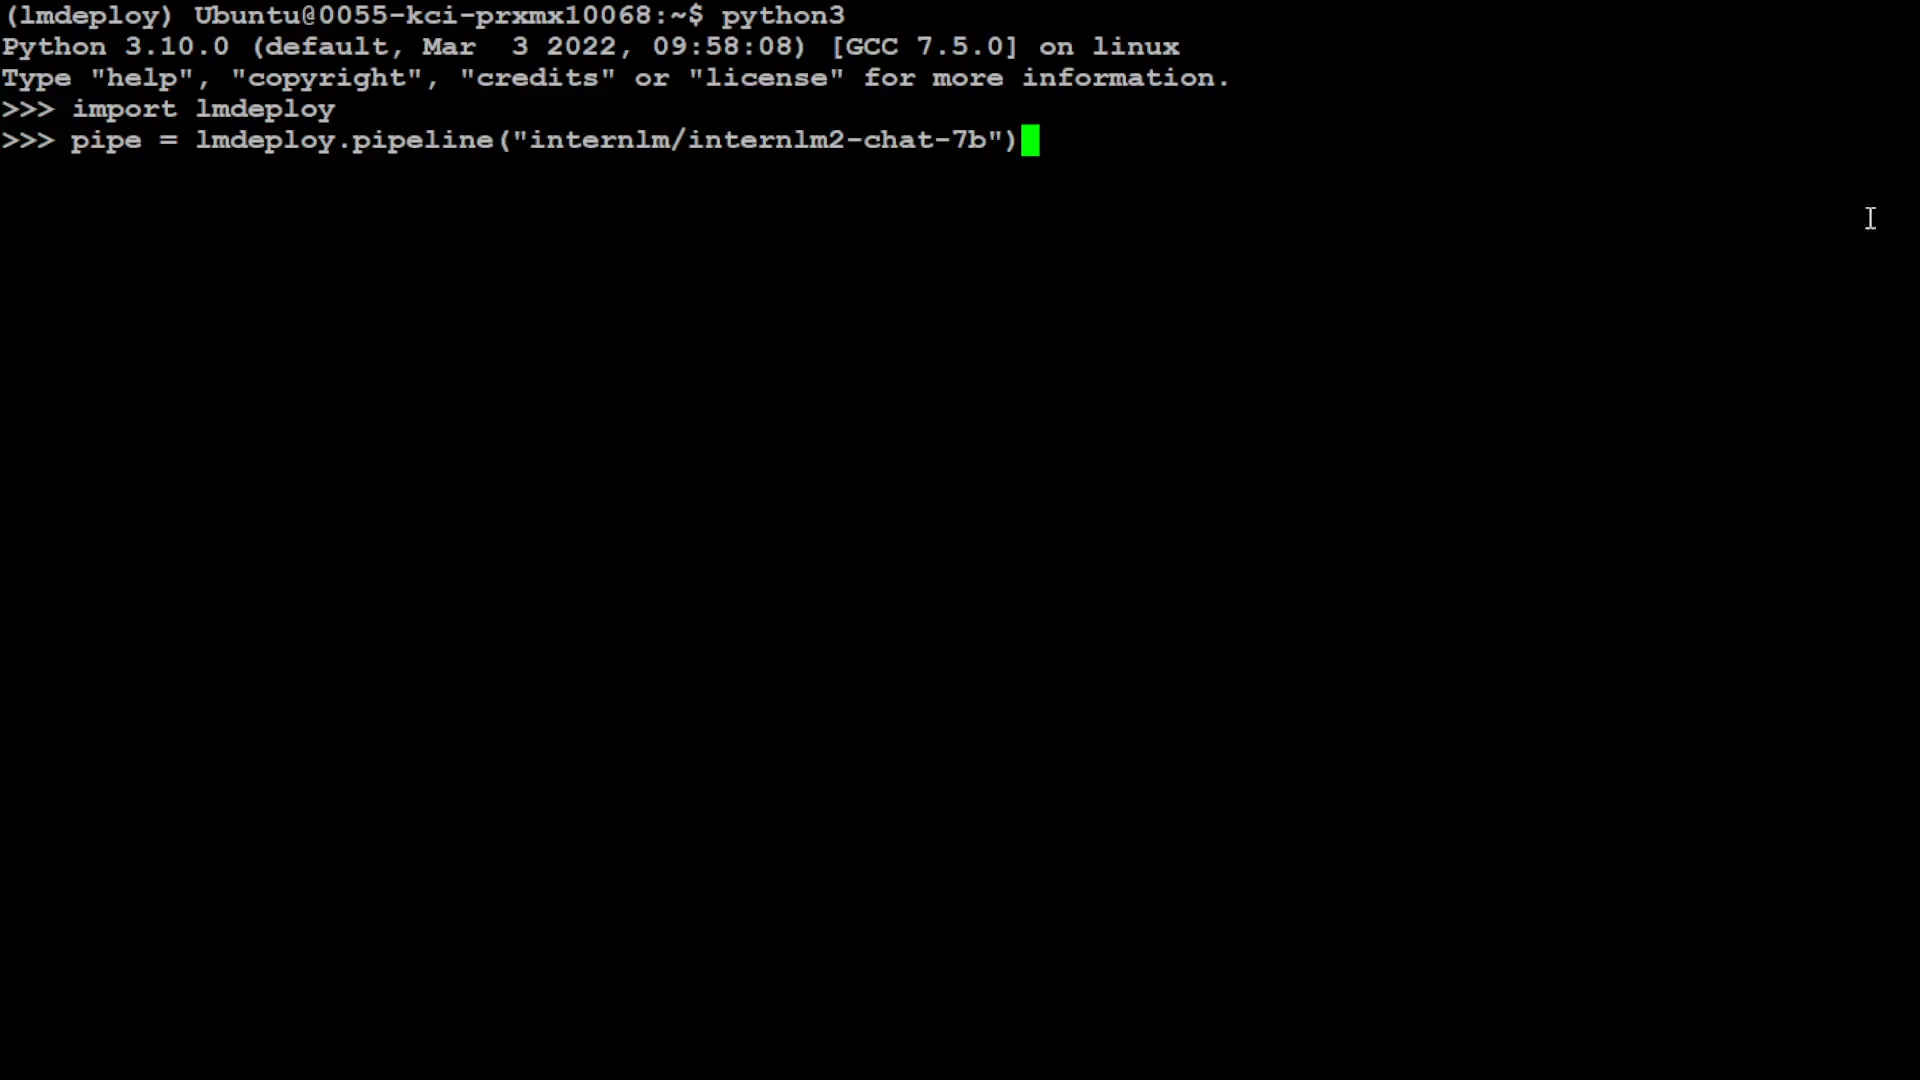 (lmdeploy) Ubuntu@0055-kci-prxmx10068:~$ python3
Python 3.10.0 (default, Mar  3 2022, 09:58:08) [GCC 7.5.0] on linux
Type "help", "copyright", "credits" or "license" for more information.
>>> import lmdeploy
>>> pipe = lmdeploy.pipeline("internlm/internlm2-chat-7b")